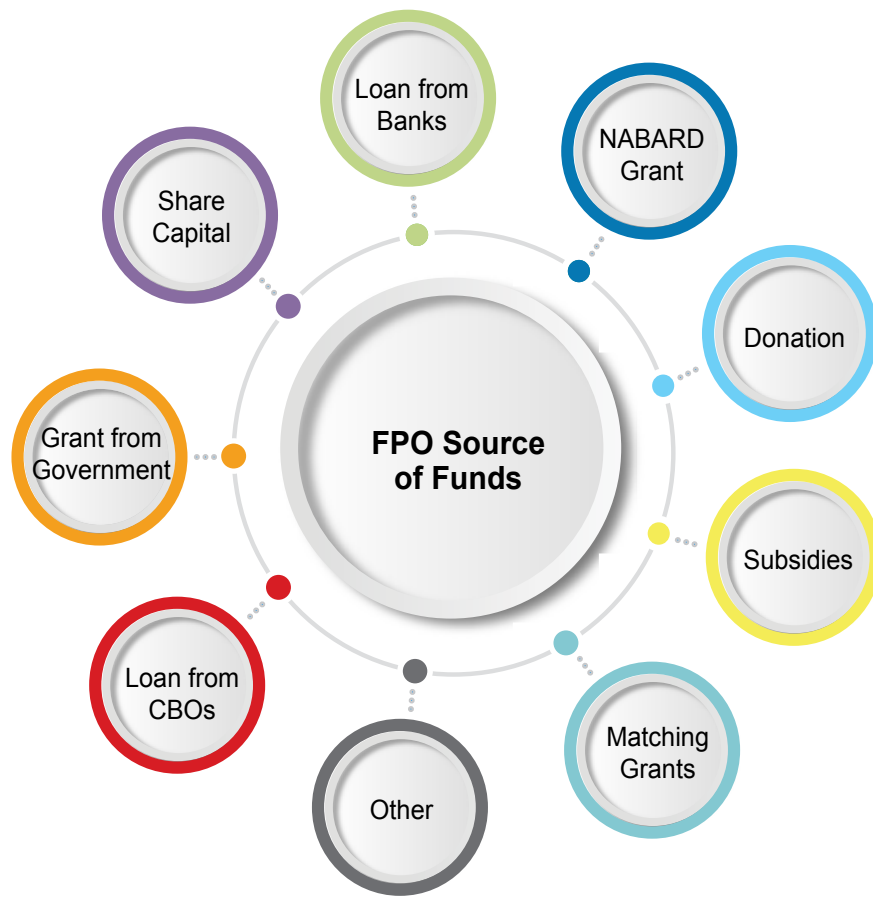 Loan from
Banks
NABARD
Grant
Share
Capital
Donation
Grant from
Government
FPO Source
of Funds
Subsidies
Loan from
CBOs
Matching
Grants
Other